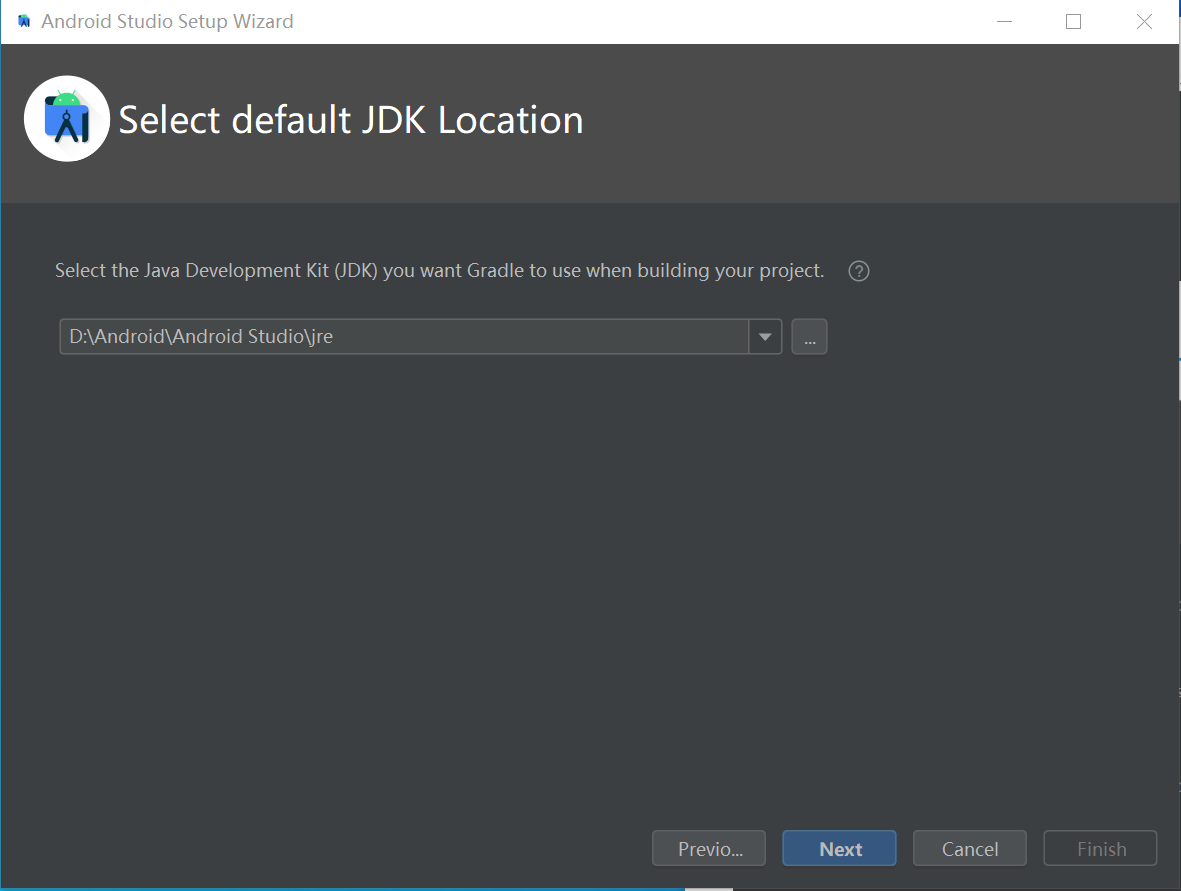 Android Studio Setup Wizard
Select default JDK Location
Select the Java Development Kit (JDK) you want Gradle to use when building your project.
D:\Android\Android Studio\jre
...
Previo...
Next
Cancel
Finish